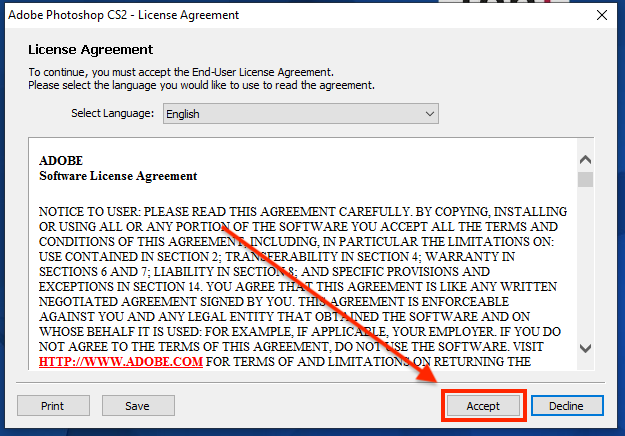 Adobe Photoshop CS2 - License Agreement
License Agreement
To continue, you must accept the End-User License Agreement.
Please select the language you would like to use to read the agreement.
Select Language: English
ADOBE
Software License Agreement
NOTICE TO USER: PLEASE READ THIS AGREEMENT CAREFULLY. BY COPYING, INSTALLING
OR USING ALL OR ANY PORTION OF THE SOFTWARE YOU ACCEPT ALL THE TERMS AND
CONDITIONS OF THIS AGREEMENT, INCLUDING, IN PARTICULAR THE LIMITATIONS ON:
USE CONTAINED IN SECTION 2; TRANSFERABILITY IN SECTION 4; WARRANTY IN
SECTIONS 6 AND 7; LIABILITY IN SECTION 8; AND SPECIFIC PROVISIONS AND
EXCEPTIONS IN SECTION 14. YOU AGREE THAT THIS AGREEMENT IS LIKE ANY WRITTEN
NEGOTIATED AGREEMENT SIGNED BY YOU. THIS AGREEMENT IS ENFORCEABLE
AGAINST YOU AND ANY LEGAL ENTITY THAT OBTAINED THE SOFTWARE AND ON
WHOSE BEHALF IT IS USED: FOR EXAMPLE, IF APPLICABLE, YOUR EMPLOYER. IF YOU DO
NOT AGREE TO THE TERMS OF THIS AGREEMENT, DO NOT USE THE SOFTWARE. VISIT
HTTP://WWW.ADOBE.COM FOR TERMS OF AND LIMITATIONS ON RETURNING THE
Print Save Accept Decline